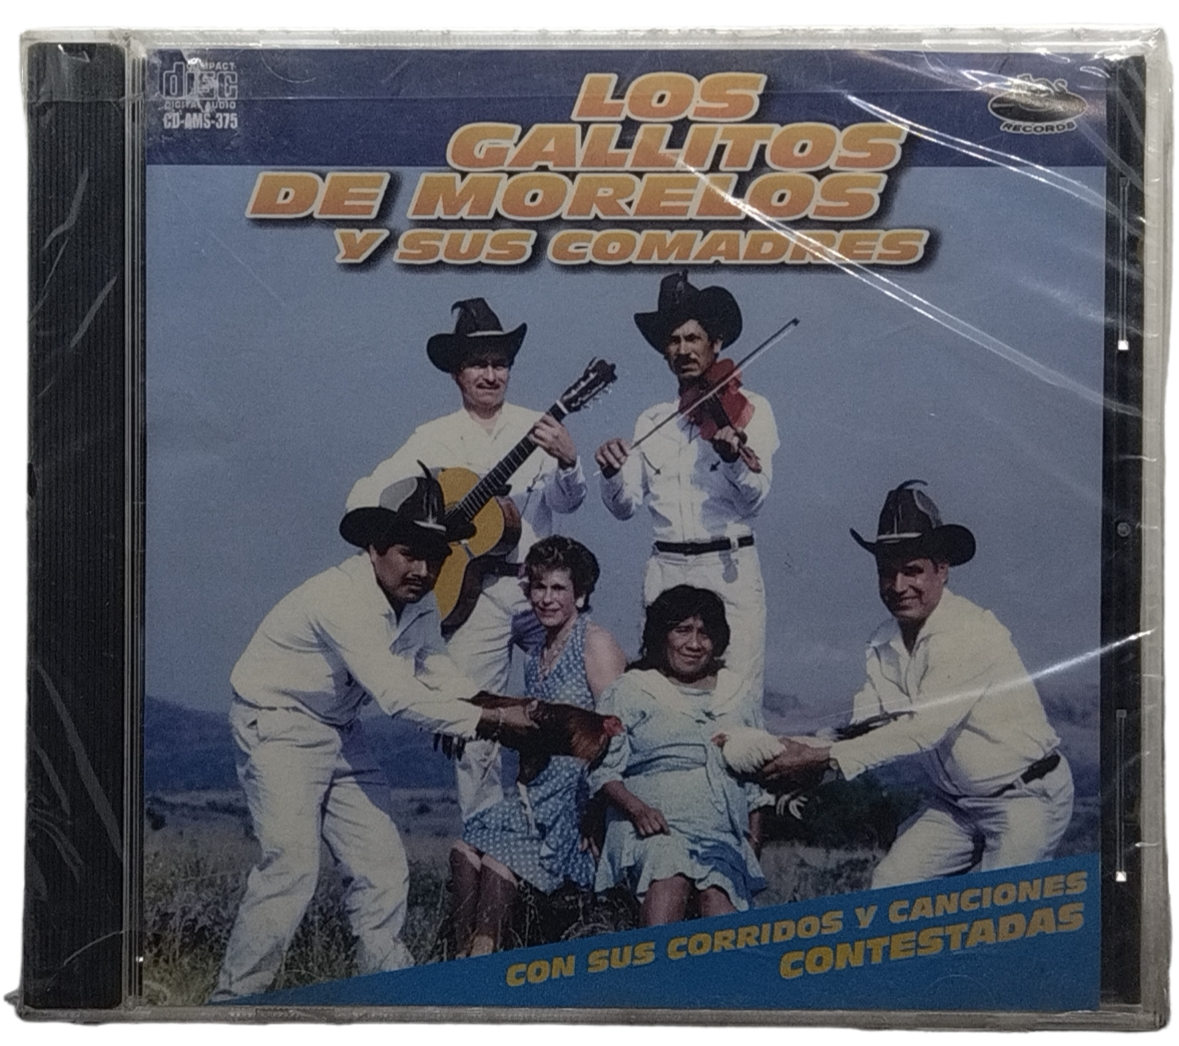 COMPACT
disc
DIGITAL AUDIO
CD-AMS-375
RECORDS
LOS
GALLITOS
DE MORELOS
Y SUS COMADRES
CON SUS CORRIDOS Y CANCIONES
CONTESTADAS